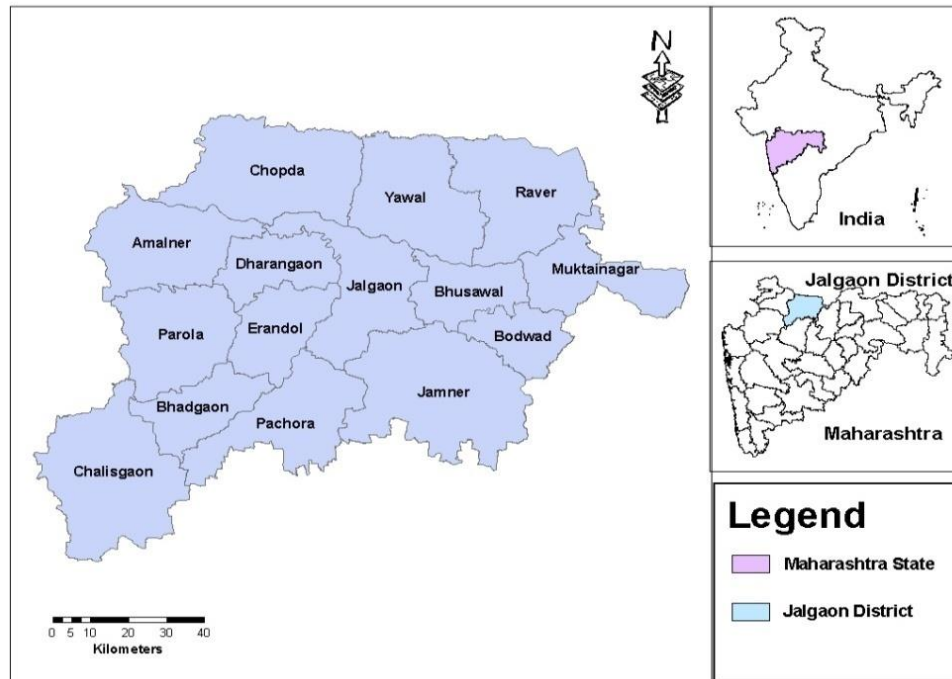 N
Chopda
Yawal
Raver
Amalner
Dharangaon
Jalgaon
Bhusawal
Muktainagar
Parola
Erandol
Bodwad
Bhadgaon
Pachora
Jamner
Chalisgaon
0 5 10 20 30 40
Kilometers
India
Jalgaon District
Maharashtra
Legend
Maharashtra State
Jalgaon District